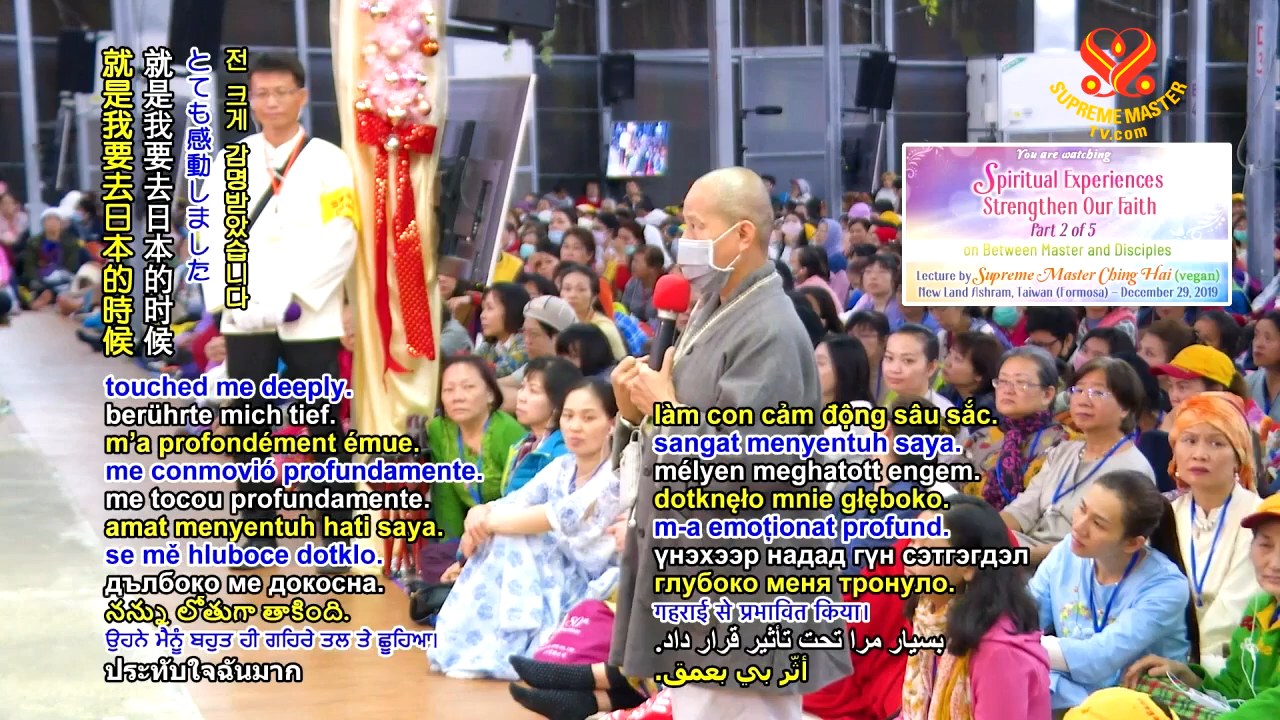 就是我要去日本的時候
就是我要去日本的时候
とても感動しました
전 크게 감명받았습니다
SUPREME MASTER
TV.com
You are watching
Spiritual Experiences
Strengthen Our Faith
Part 2 of 5
on Between Master and Disciples
Lecture by Supreme Master Ching Hai (vegan)
New Land Ashram, Taiwan (Formosa) – December 29, 2019
touched me deeply.
berührte mich tief.
m'a profondément émue.
me conmovió profundamente.
me tocou profundamente.
amat menyentuh hati saya.
se mě hluboce dotklo.
дълбоко ме докосна.
నన్ను లోతుగా తాకింది.
ਉਹਨੇ ਮੈਨੂੰ ਬਹੁਤ ਹੀ ਗਹਿਰੇ ਤਲ ਤੇ ਛੂਹਿਆ।
ประทับใจฉันมาก
làm con cảm động sâu sắc.
sangat menyentuh saya.
mélyen meghatott engem.
dotknęło mnie głęboko.
m-a emoționat profund.
үнэхээр надад гүн сэтгэгдэл
глубоко меня тронуло.
गहराई से प्रभावित किया।
بسیار مرا تحت تأثیر قرار داد.
أثّر بي بعمق.